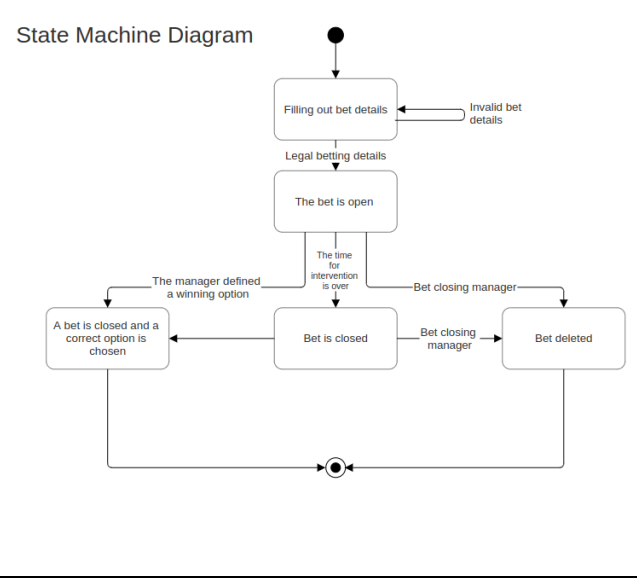 State Machine Diagram
Filling out bet details
Invalid bet
details
Legal betting details
The bet is open
The time
for
intervention
is over
The manager defined
a winning option
Bet closing manager
A bet is closed and a
correct option is
chosen
Bet is closed
Bet closing
manager
Bet deleted